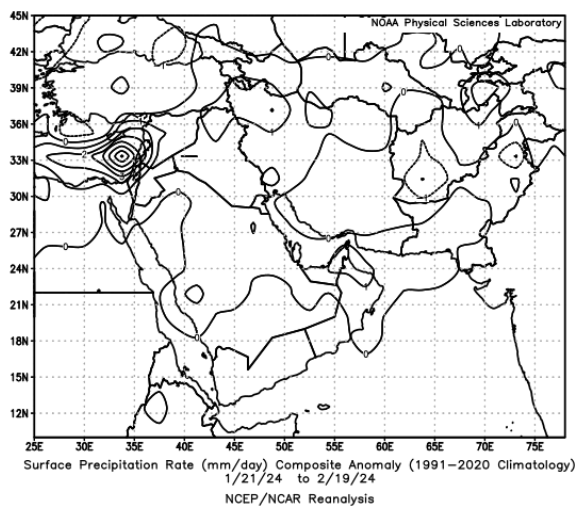 NOAA Physical Sciences Laboratory
45N
42N
39N
36N
33N
30N
27N
24N
21N
18N
15N
12N
25E 30E 35E 40E 45E 50E 55E 60E 65E 70E 75E
Surface Precipitation Rate (mm/day) Composite Anomaly (1991-2020 Climatology)
1/21/24 to 2/19/24
NCEP/NCAR Reanalysis